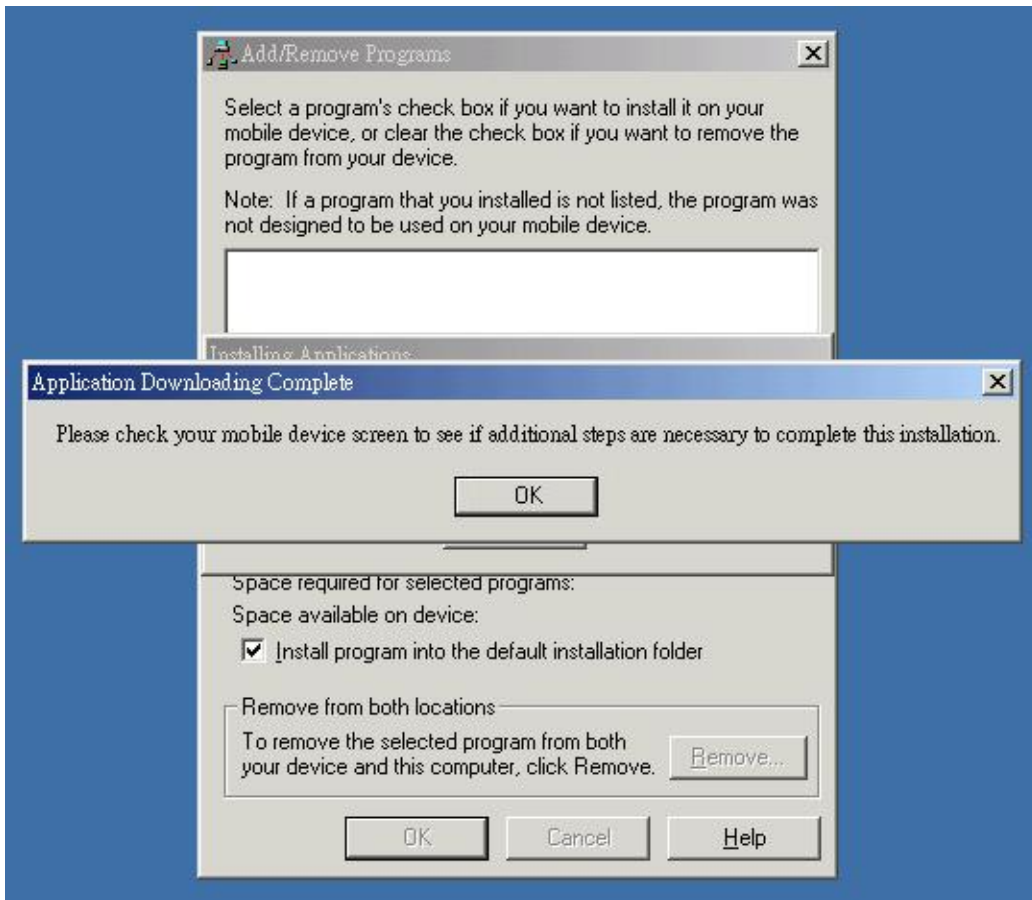 Add/Remove Programs
Select a program's check box if you want to install it on your
mobile device, or clear the check box if you want to remove the
program from your device.
Note: If a program that you installed is not listed, the program was
not designed to be used on your mobile device.
Installing Applications
Application Downloading Complete
Please check your mobile device screen to see if additional steps are necessary to complete this installation.
OK
Space required for selected programs:
Space available on device:
Install program into the default installation folder
Remove from both locations
To remove the selected program from both
your device and this computer, click Remove.
Remove...
OK
Cancel
Help